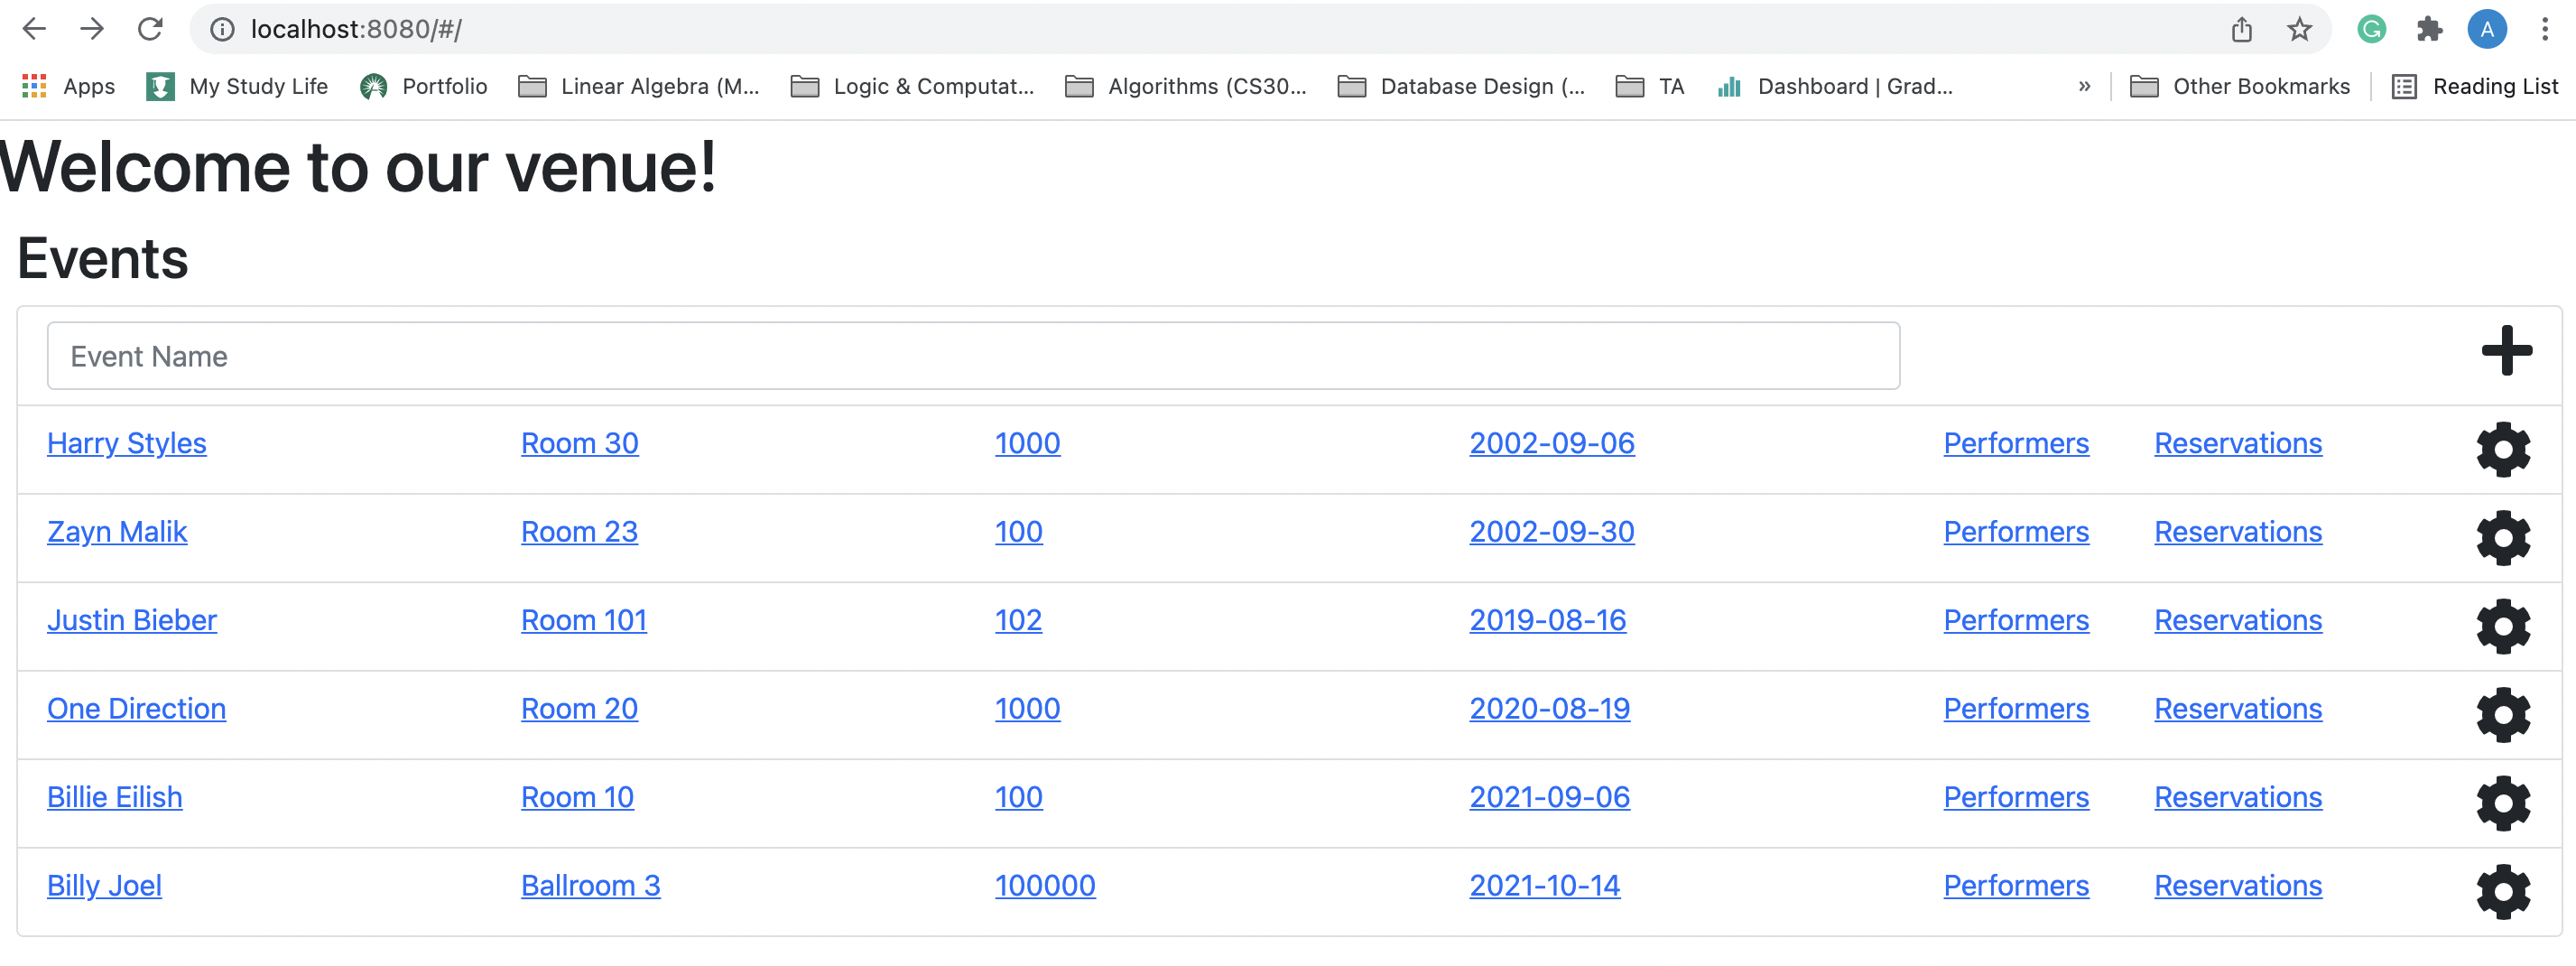 localhost:8080/#/
A
Apps My Study Life Portfolio Linear Algebra (M... Logic & Computat... Algorithms (CS30... Database Design (... TA Dashboard | Grad... » Other Bookmarks Reading List
Welcome to our venue!
Events
Event Name
Harry Styles Room 30 1000 2002-09-06 Performers Reservations
Zayn Malik Room 23 100 2002-09-30 Performers Reservations
Justin Bieber Room 101 102 2019-08-16 Performers Reservations
One Direction Room 20 1000 2020-08-19 Performers Reservations
Billie Eilish Room 10 100 2021-09-06 Performers Reservations
Billy Joel Ballroom 3 100000 2021-10-14 Performers Reservations